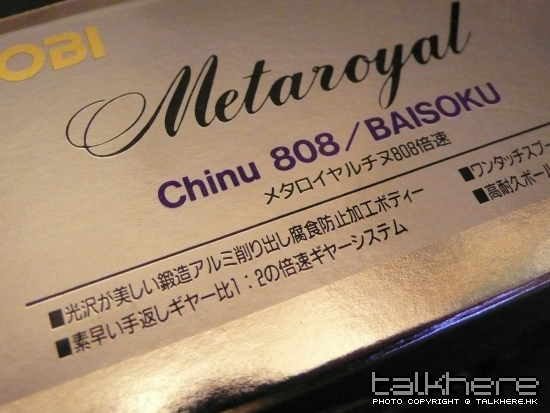 OBI
Metaroyal
Chinu 808/BAISOKU
メタロイヤルチヌ808倍速
■光沢が美しい鍛造アルミ削り出し腐食防止加工ボディー
■素早い手返しギヤー比1：2の倍速ギヤーシステム
■ワンタッチスプー
■高耐久ボール
talkhere
PHOTO COPYRIGHT @ TALKHERE.HK